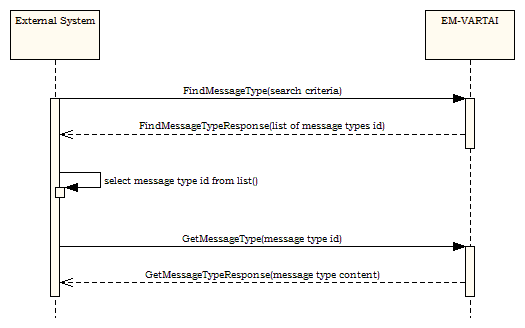 External System
EM-VARTAI
FindMessageType(search criteria)
FindMessageTypeResponse(list of message types id)
select message type id from list()
GetMessageType(message type id)
GetMessageTypeResponse(message type content)